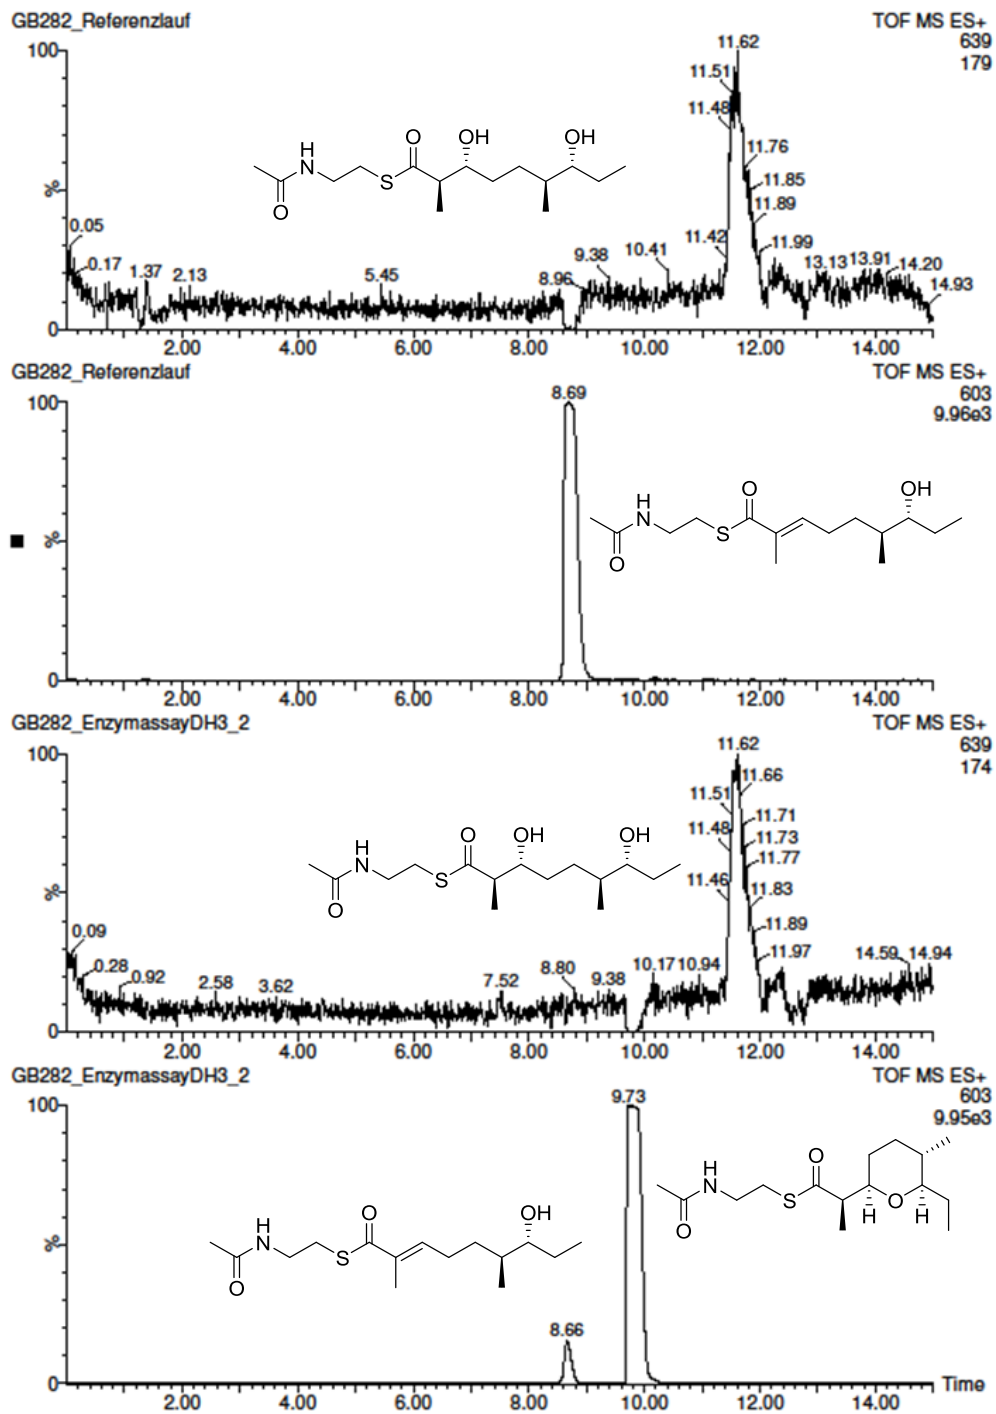 GB282_Referenzlauf
TOF MS ES+
639
179
100
11.62
11.51
11.48
11.76
11.85
11.89
11.42
11.99
10.41
9.38
8.96
13.13 13.91
14.20
14.93
0.05
0.17
1.37
2.13
5.45
%
0
H
N
O
O
S
OH
OH
2.00 4.00 6.00 8.00 10.00 12.00 14.00
GB282_Referenzlauf
TOF MS ES+
603
9.96e3
100
8.69
%
0
H
N
O
O
S
OH
2.00 4.00 6.00 8.00 10.00 12.00 14.00
GB282_EnzymassayDH3_2
TOF MS ES+
639
174
100
11.62
11.66
11.51
11.71
11.48
11.73
11.77
11.46
11.83
11.89
11.97
0.09
0.28
0.92
2.58
3.62
7.52
8.80
9.38
10.17 10.94
14.59 14.94
%
0
H
N
O
O
S
OH
OH
2.00 4.00 6.00 8.00 10.00 12.00 14.00
GB282_EnzymassayDH3_2
TOF MS ES+
603
9.95e3
100
9.73
8.66
%
0
H
N
O
O
S
OH
H
N
O
O
S
O
H
H
Time
2.00 4.00 6.00 8.00 10.00 12.00 14.00